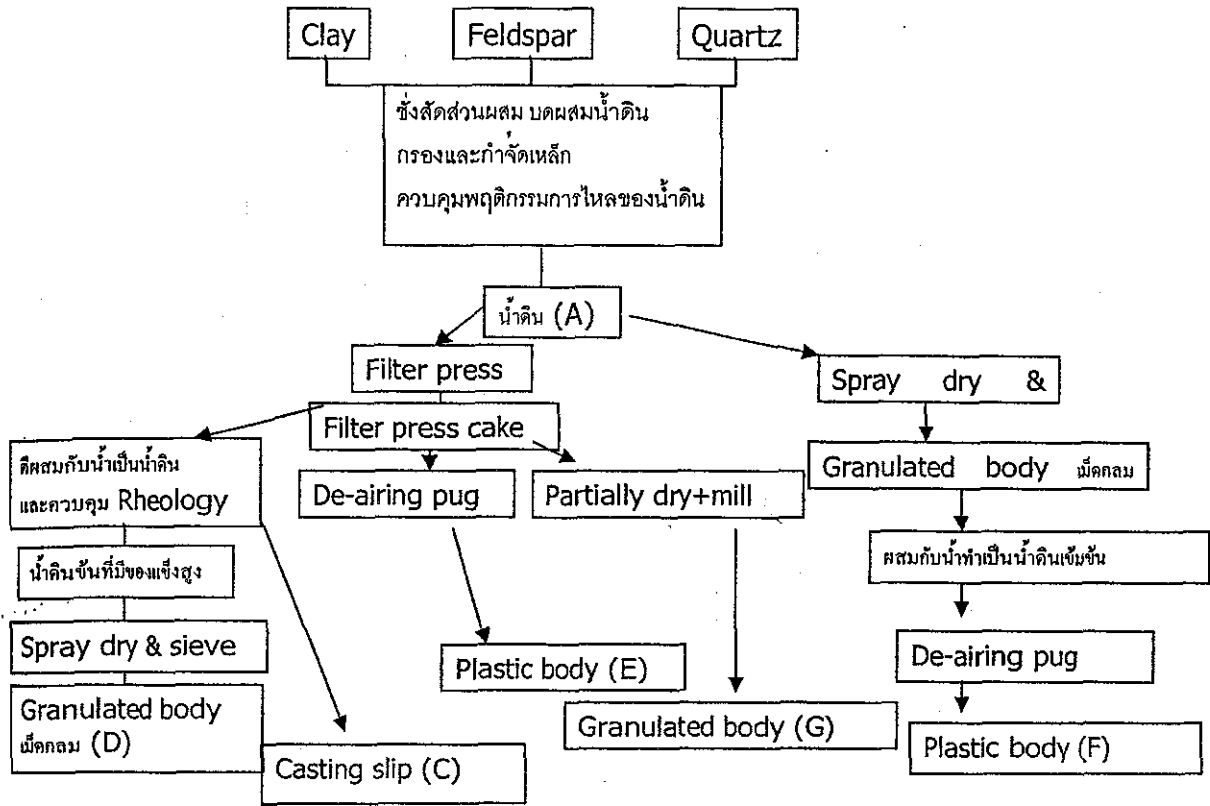 Clay
Feldspar
Quartz
ชั่งสัดส่วนผสม บดผสมน้ำดิน
กรองและกำจัดเหล็ก
ควบคุมพฤติกรรมการไหลของน้ำดิน
น้ำดิน (A)
Filter press
Spray dry &
Filter press cake
ตีผสมกับน้ำเป็นน้ำดิน
และควบคุม Rheology
De-airing pug
Partially dry+mill
Granulated body เม็ดกลม
น้ำดินข้นที่มีของแข็งสูง
ผสมกับน้ำทำเป็นน้ำดินเข้มข้น
Spray dry & sieve
Plastic body (E)
De-airing pug
Granulated body
เม็ดกลม (D)
Casting slip (C)
Granulated body (G)
Plastic body (F)